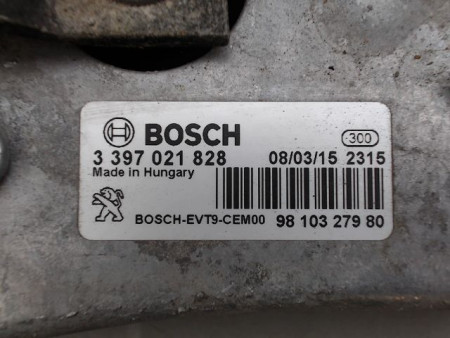 BOSCH 300
3 397 021 828 08/03/15 2315
Made in Hungary
BOSCH-EVT9-CEM00 98 103 279 80